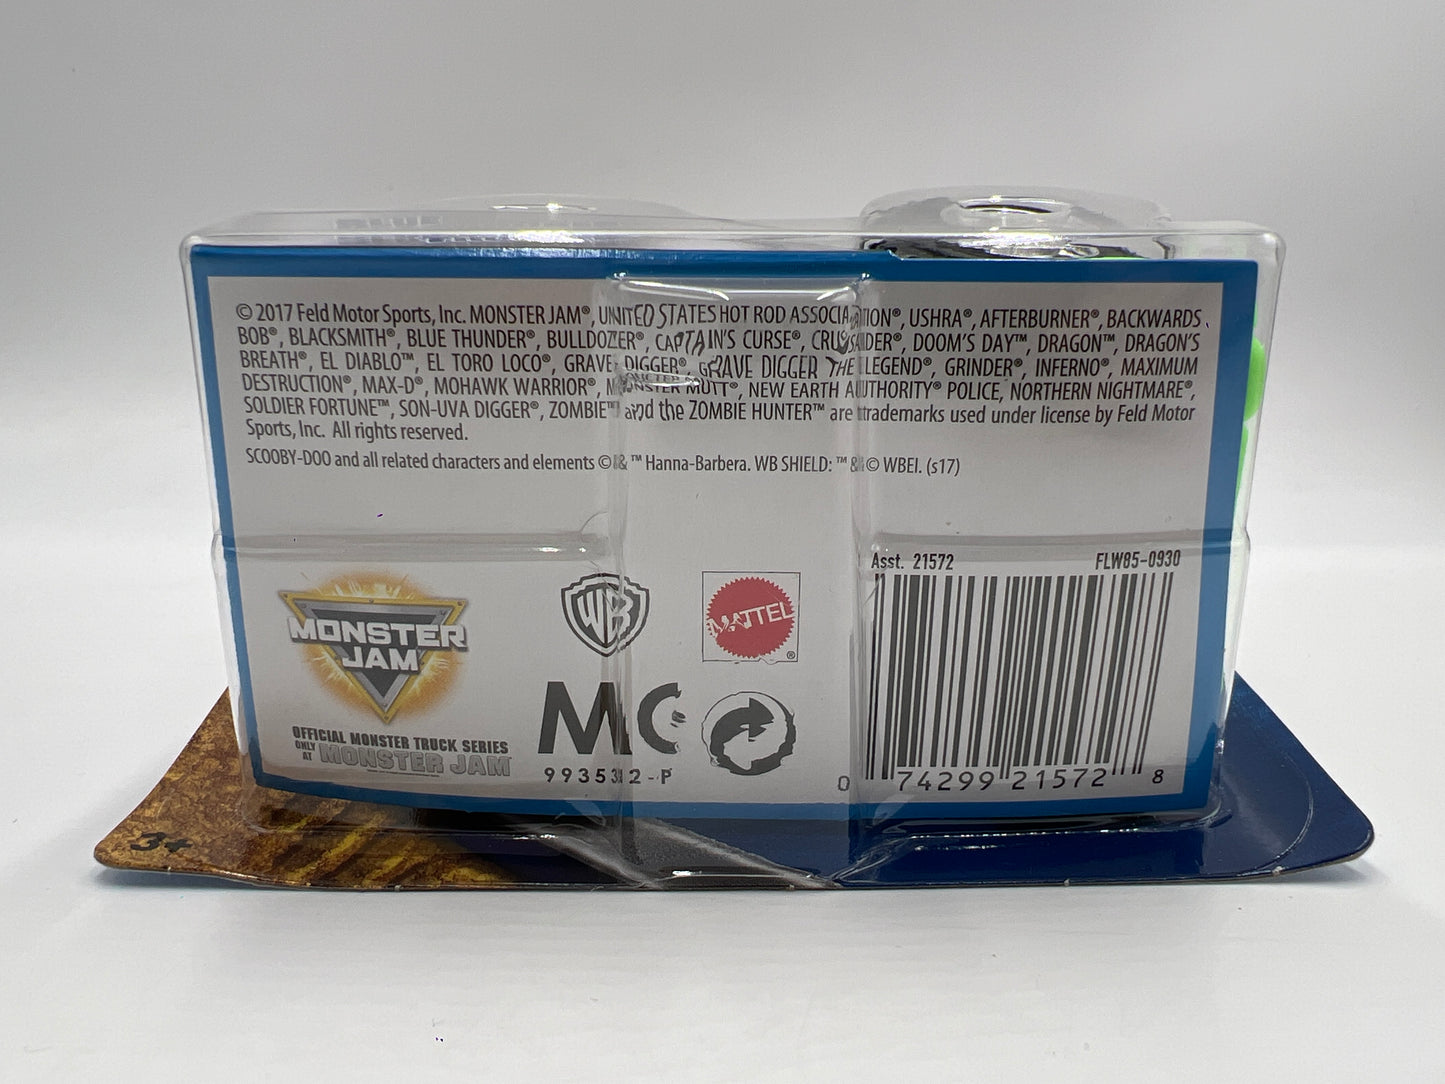 © 2017 Feld Motor Sports, Inc. MONSTER JAM®, UNITED STATES HOT ROD ASSOCIATION®, USHRA®, AFTERBURNER®, BACKWARDS
BOB®, BLACKSMITH®, BLUE THUNDER®, BULLDOZER®, CAPTAIN'S CURSE®, CRUSADER®, DOOM'S DAY™, DRAGON™, DRAGON'S
BREATH®, EL DIABLO™, EL TORO LOCO®, GRAVE DIGGER®, GRAVE DIGGER THE LEGEND®, GRINDER®, INFERNO®, MAXIMUM
DESTRUCTION®, MAX-D®, MOHAWK WARRIOR®, MONSTER MUTT®, NEW EARTH AUTHORITY® POLICE, NORTHERN NIGHTMARE®,
SOLDIER FORTUNE™, SON-UVA DIGGER®, ZOMBIE™ and the ZOMBIE HUNTER™ are trademarks used under license by Feld Motor
Sports, Inc. All rights reserved.
SCOOBY-DOO and all related characters and elements © & ™ Hanna-Barbera. WB SHIELD: ™ & © WBEI. (s17)
Asst. 21572 FLW85-0930
MONSTER
JAM
WB
MATTEL
®
OFFICIAL MONSTER TRUCK SERIES
ONLY AT MONSTER JAM
MC
993532-P
0 74299 21572 8
3+